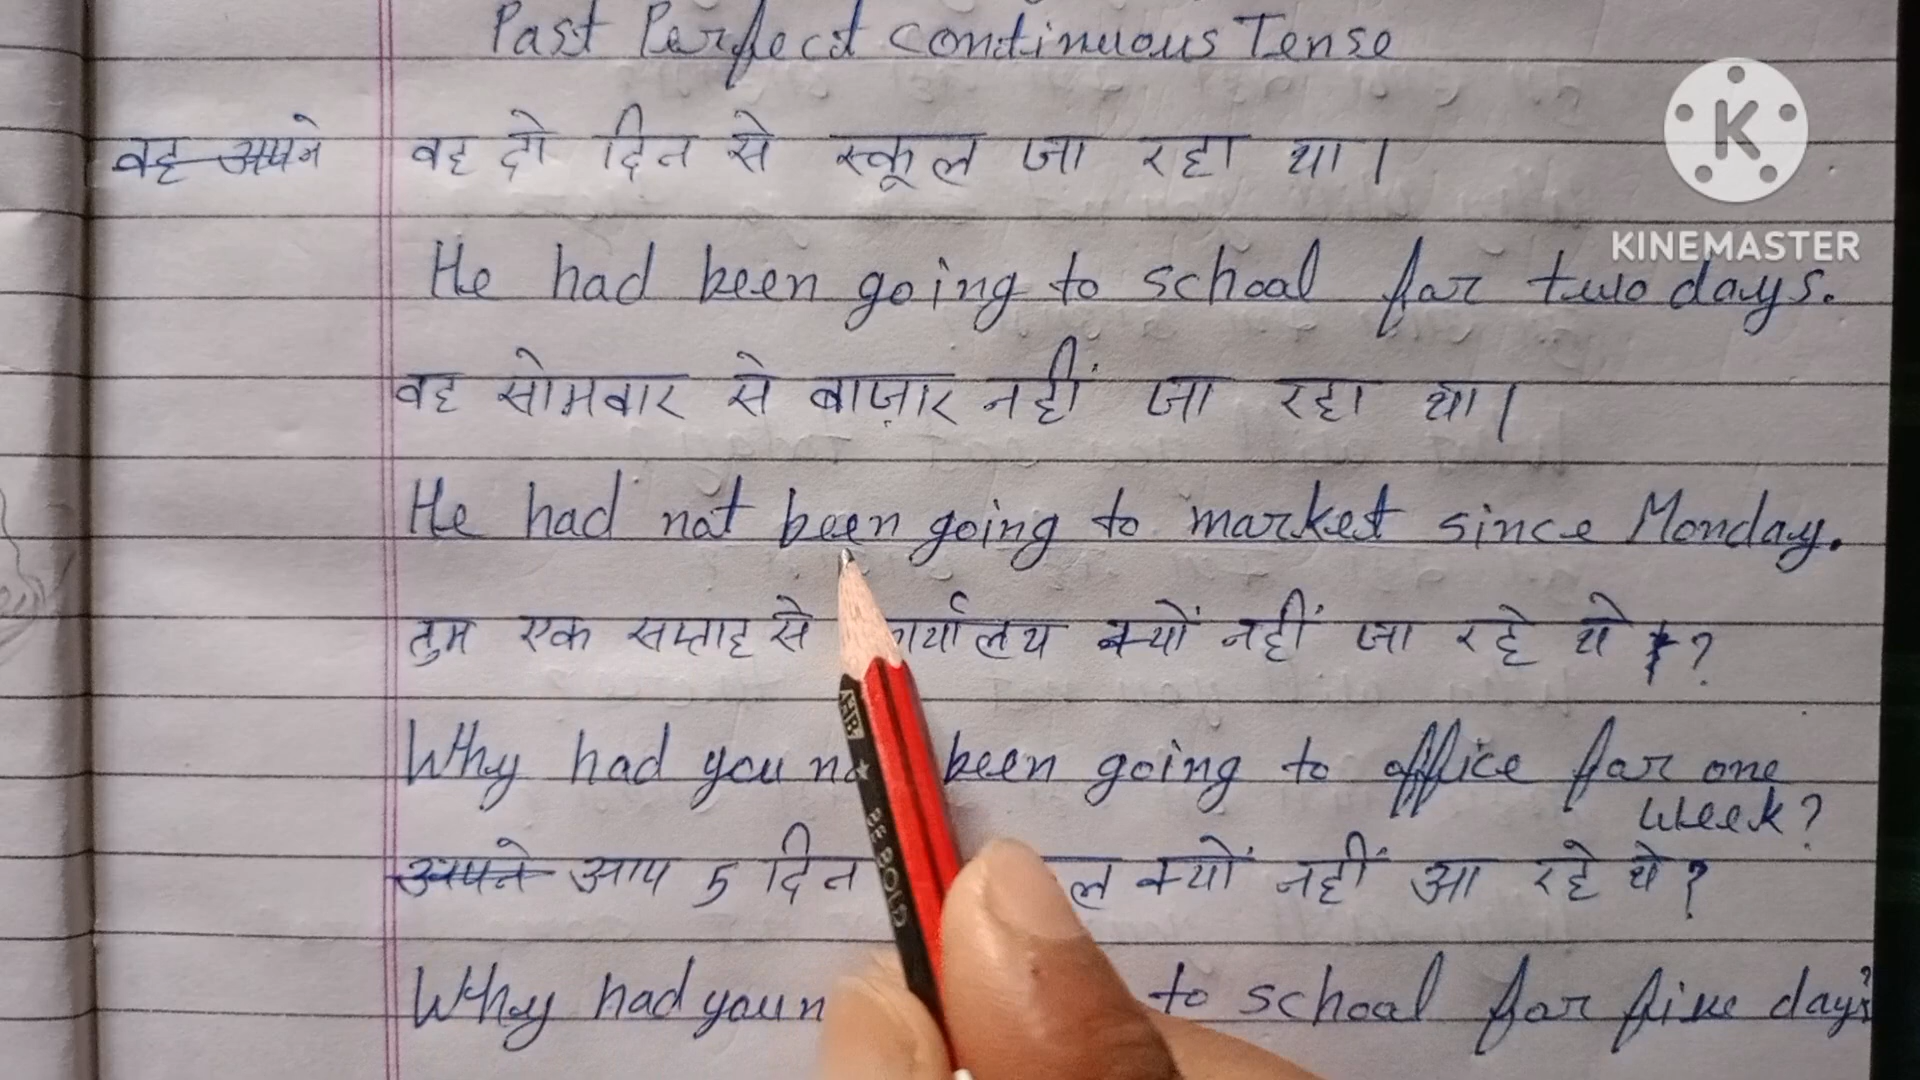 Past Perfect Continuous Tense
वह अपने वह दो दिन से स्कूल जा रहा था।
He had been going to school for two days.
वह सोमवार से बाज़ार नहीं जा रहा था।
He had not been going to market since Monday.
तुम एक सप्ताह से क्यों नहीं जा रहे थे ?
Why had you been going to office for one
week?
अपने आप 5 दिन क्यों नहीं आ रहे थे ?
Why had you to school for five days?
KINEMASTER